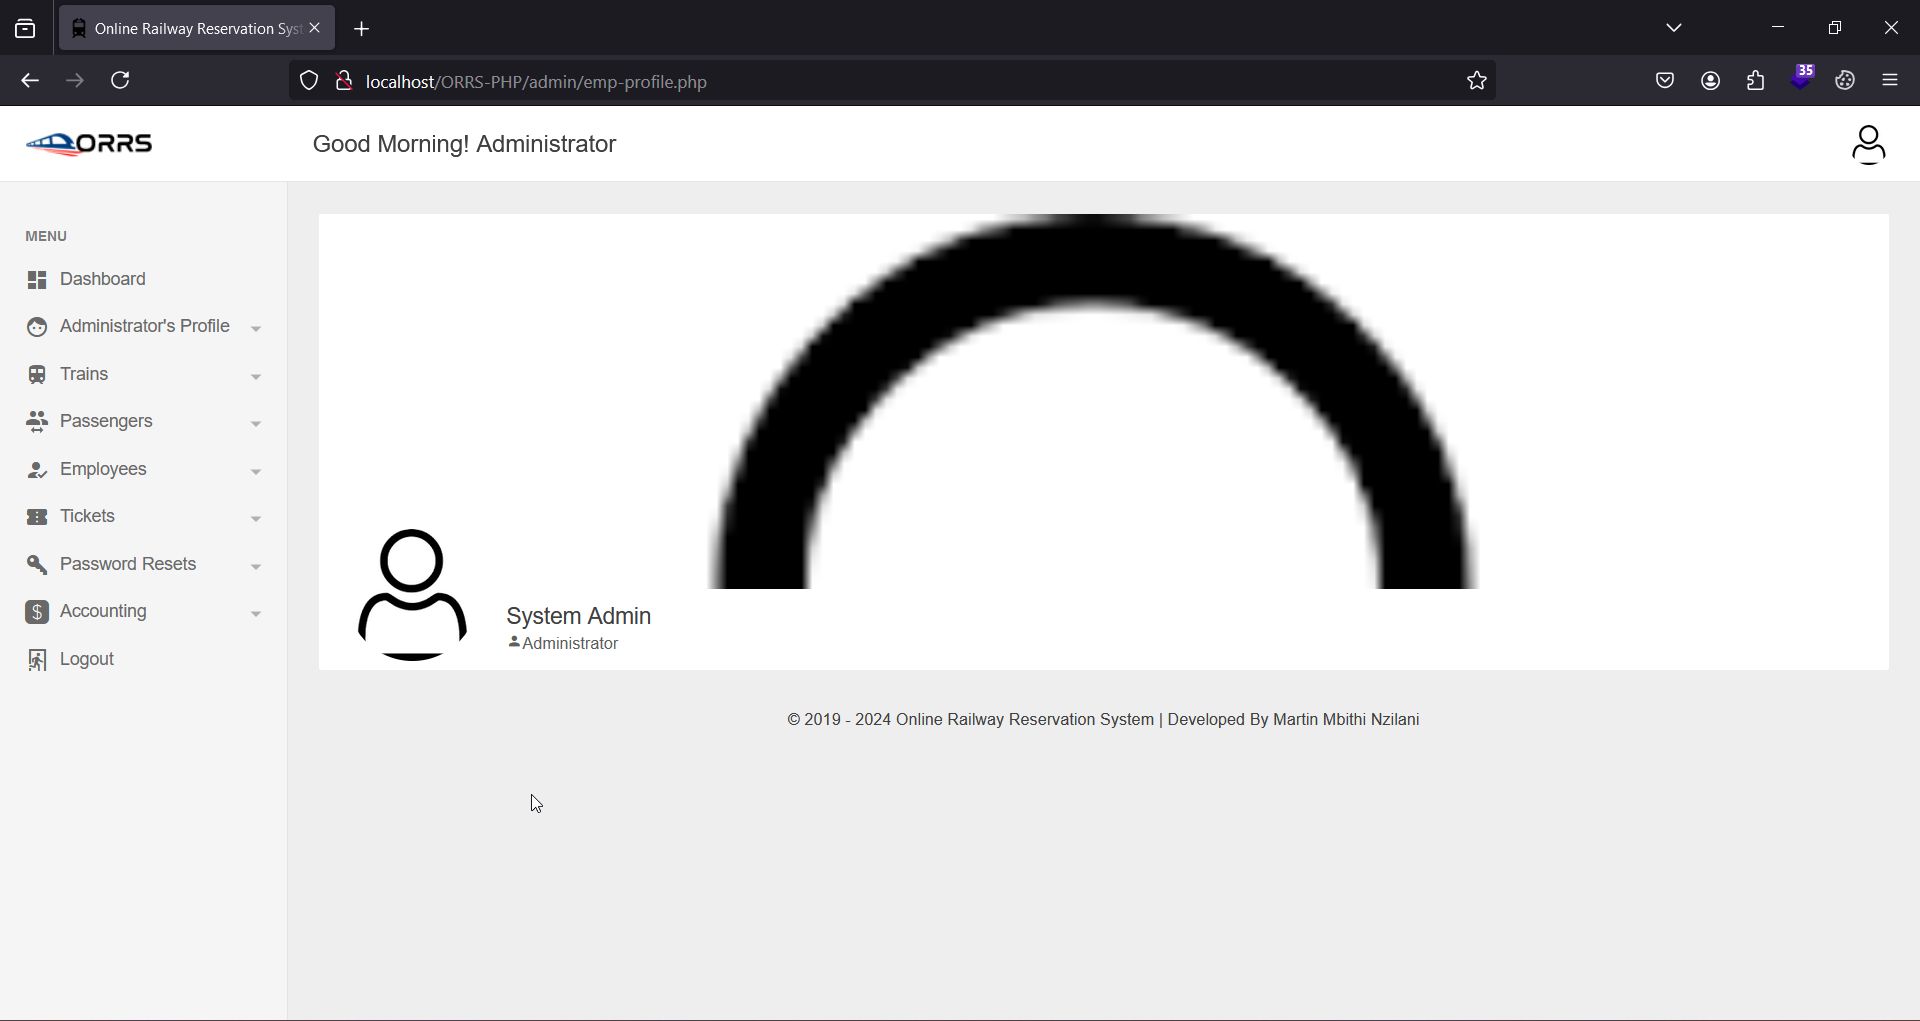 Online Railway Reservation Syst
localhost/ORRS-PHP/admin/emp-profile.php
35
ORRS
Good Morning! Administrator
MENU
Dashboard
Administrator's Profile
Trains
Passengers
Employees
Tickets
Password Resets
$ Accounting
Logout
System Admin
Administrator
© 2019 - 2024 Online Railway Reservation System | Developed By Martin Mbithi Nzilani